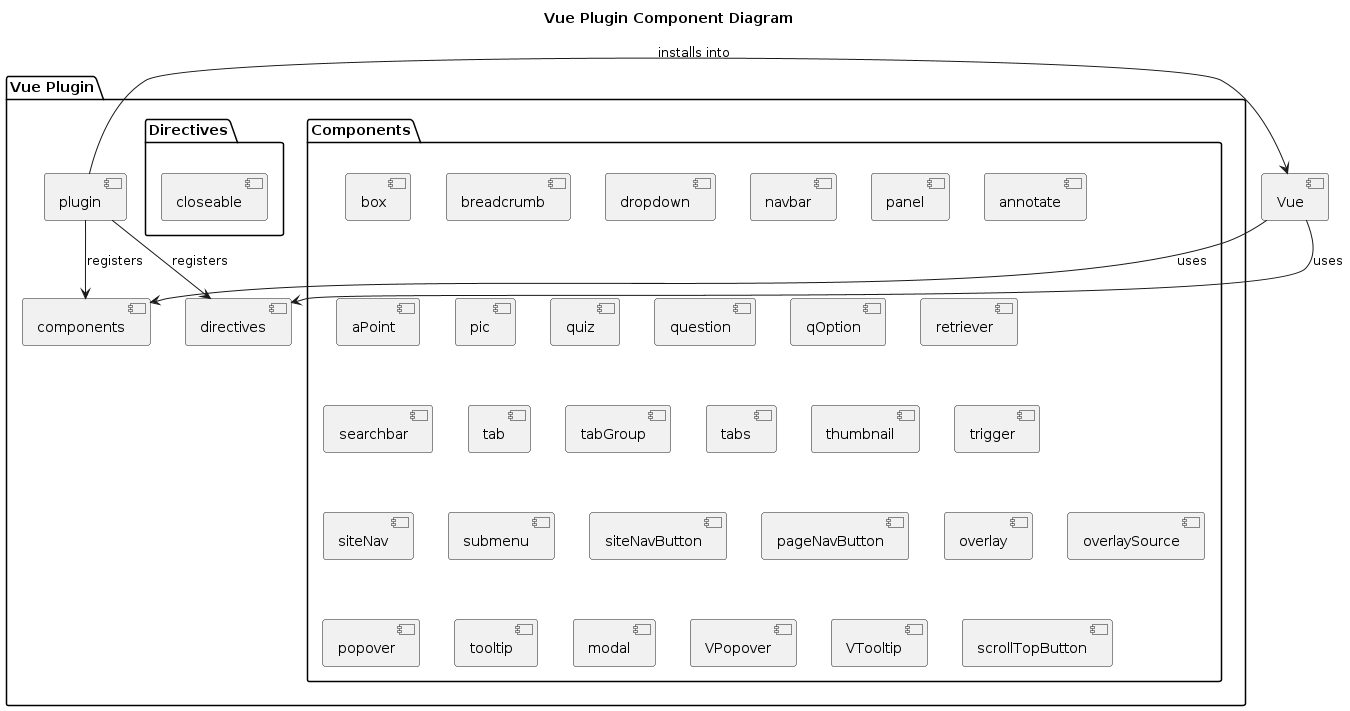 Vue Plugin Component Diagram
installs into
Vue Plugin
Directives
Components
plugin
closeable
box
breadcrumb
dropdown
navbar
panel
annotate
Vue
registers
registers
uses
uses
components
directives
aPoint
pic
quiz
question
qOption
retriever
searchbar
tab
tabGroup
tabs
thumbnail
trigger
siteNav
submenu
siteNavButton
pageNavButton
overlay
overlaySource
popover
tooltip
modal
VPopover
VTooltip
scrollTopButton